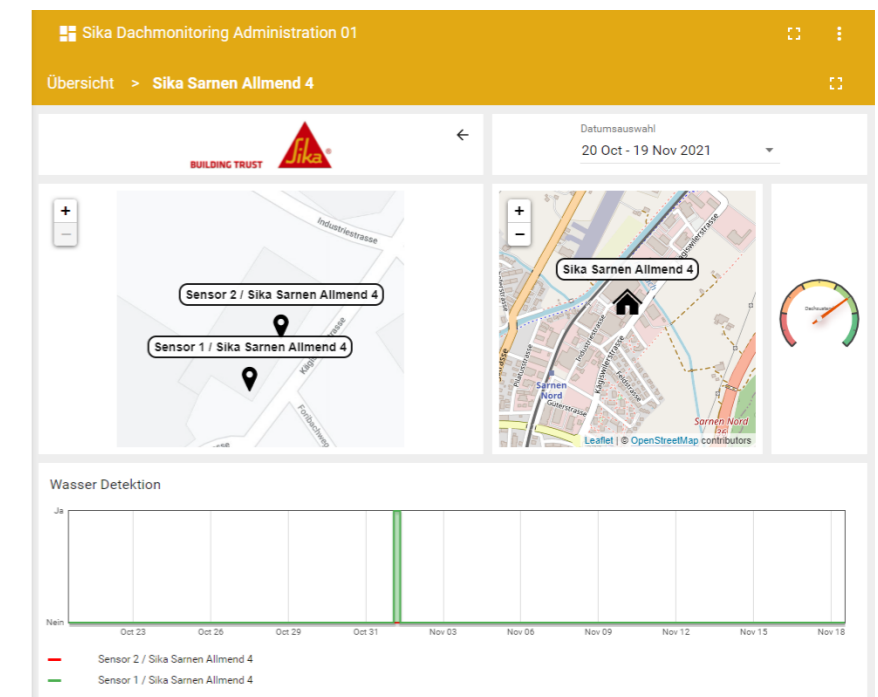 Sika Dachmonitoring Administration 01
Übersicht > Sika Sarnen Allmend 4
BUILDING TRUST Sika®
←
Datumsauswahl
20 Oct - 19 Nov 2021
+
−
Industriestrasse
Sensor 2 / Sika Sarnen Allmend 4
Sensor 1 / Sika Sarnen Allmend 4
Foribachweg
+
−
Kägiswilerstrasse
Sika Sarnen Allmend 4
Industriestrasse
Pilatusstrasse
Kägiswilerstrasse
Feldstrasse
Sarnen
Nord
Güterstrasse
Sarnen Nord
Leaflet | © OpenStreetMap contributors
Wasser Detektion
Ja
Nein
Oct 23 Oct 26 Oct 29 Oct 31 Nov 03 Nov 06 Nov 09 Nov 12 Nov 15 Nov 18
Sensor 2 / Sika Sarnen Allmend 4
Sensor 1 / Sika Sarnen Allmend 4